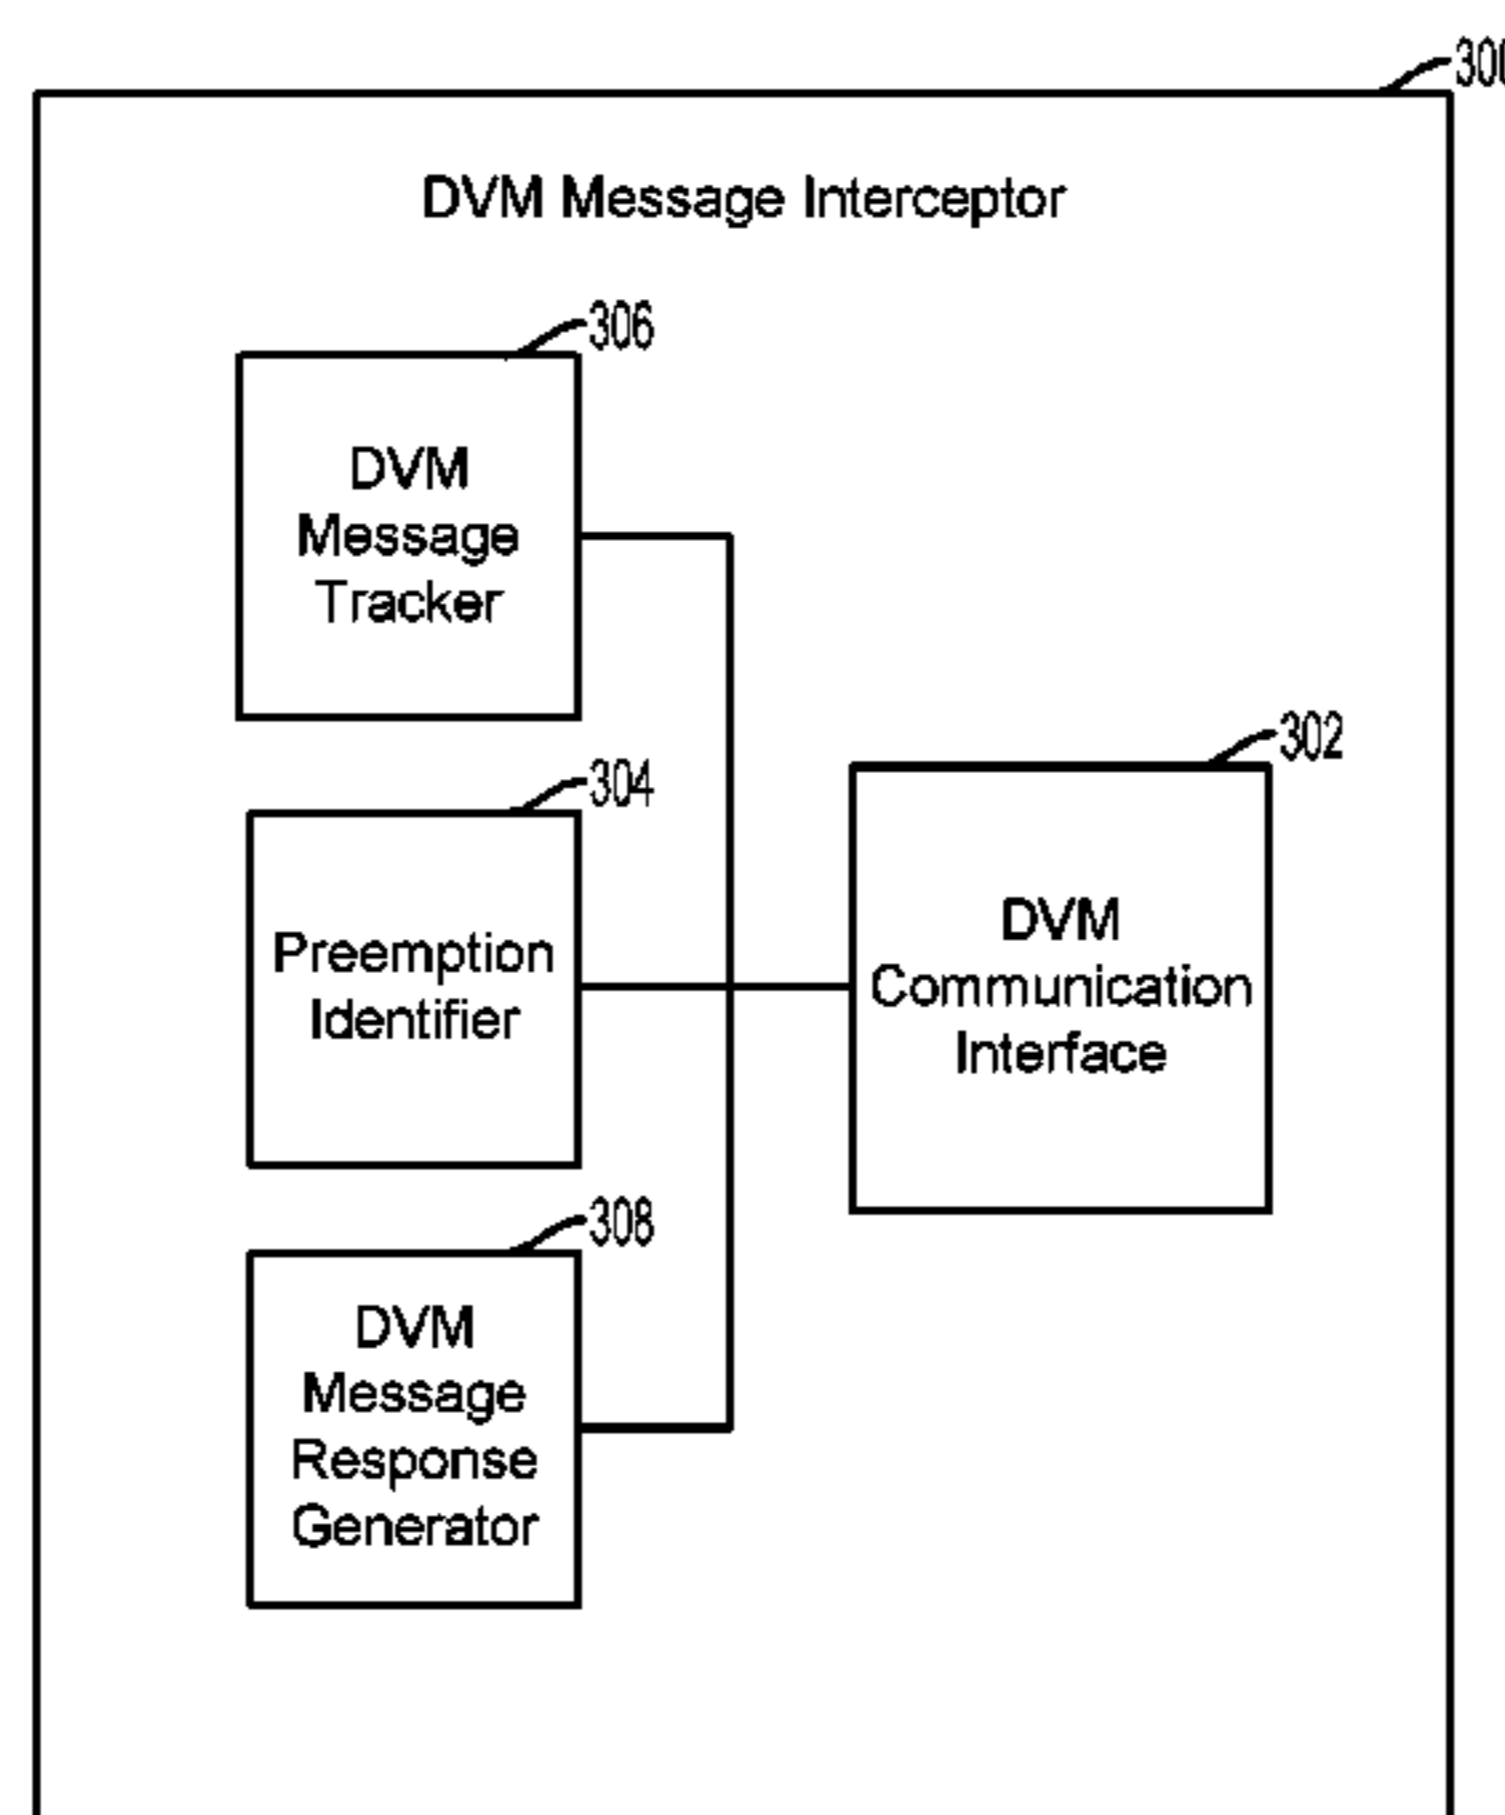 300
DVM Message Interceptor
306
DVM
Message
Tracker
302
304
DVM
Communication
Interface
Preemption
Identifier
308
DVM
Message
Response
Generator